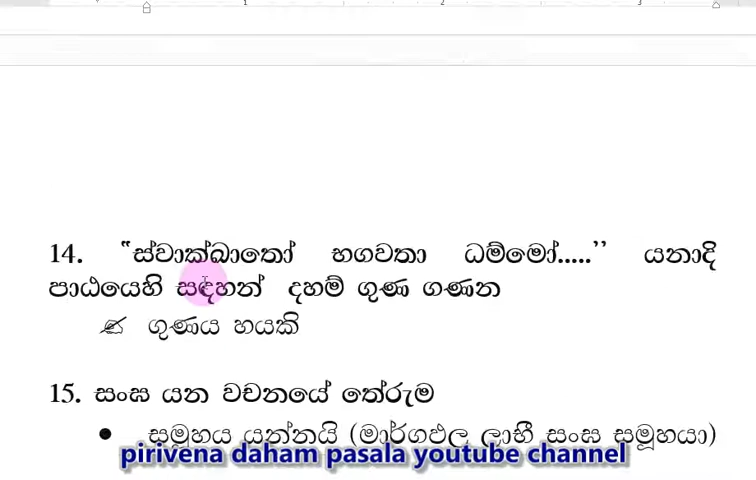 14. "ස්වාක්ඛාතෝ භගවතා ධම්මෝ.....'' යනාදි
පාඨයෙහි සඳහන් දහම් ගුණ ගණන
ගුණය හයකි
15. සංඝ යන වචනයේ තේරුම
• සමූහය යන්නයි (මාර්ගඵල ලාභී සංඝ සමූහයා)
pirivena daham pasala youtube channel